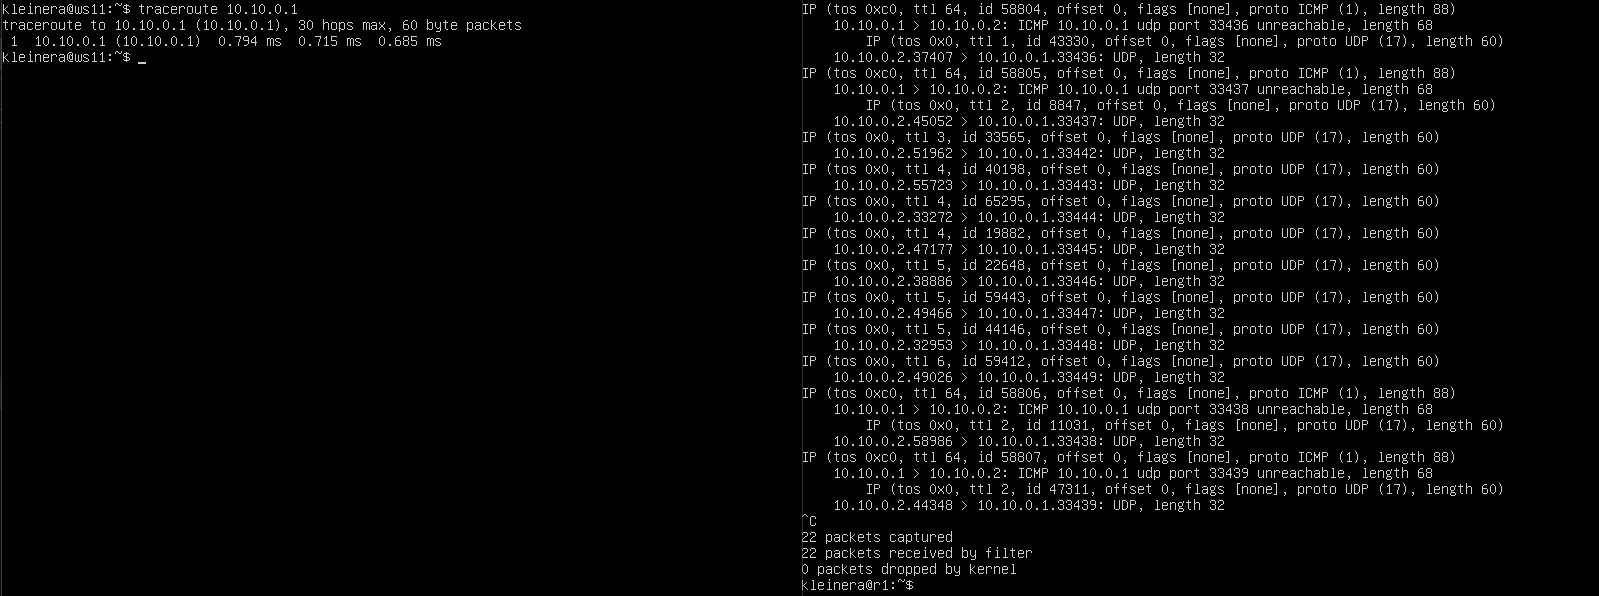 kleinera@ws11:~$ traceroute 10.10.0.1
traceroute to 10.10.0.1 (10.10.0.1), 30 hops max, 60 byte packets
 1  10.10.0.1 (10.10.0.1)  0.794 ms  0.715 ms  0.685 ms
kleinera@ws11:~$ _
IP (tos 0xc0, ttl 64, id 58804, offset 0, flags [none], proto ICMP (1), length 88)
    10.10.0.1 > 10.10.0.2: ICMP 10.10.0.1 udp port 33436 unreachable, length 68
        IP (tos 0x0, ttl 1, id 43330, offset 0, flags [none], proto UDP (17), length 60)
    10.10.0.2.37407 > 10.10.0.1.33436: UDP, length 32
IP (tos 0xc0, ttl 64, id 58805, offset 0, flags [none], proto ICMP (1), length 88)
    10.10.0.1 > 10.10.0.2: ICMP 10.10.0.1 udp port 33437 unreachable, length 68
        IP (tos 0x0, ttl 2, id 8847, offset 0, flags [none], proto UDP (17), length 60)
    10.10.0.2.45052 > 10.10.0.1.33437: UDP, length 32
IP (tos 0x0, ttl 3, id 33565, offset 0, flags [none], proto UDP (17), length 60)
    10.10.0.2.51962 > 10.10.0.1.33442: UDP, length 32
IP (tos 0x0, ttl 4, id 40198, offset 0, flags [none], proto UDP (17), length 60)
    10.10.0.2.55723 > 10.10.0.1.33443: UDP, length 32
IP (tos 0x0, ttl 4, id 65295, offset 0, flags [none], proto UDP (17), length 60)
    10.10.0.2.33272 > 10.10.0.1.33444: UDP, length 32
IP (tos 0x0, ttl 4, id 19882, offset 0, flags [none], proto UDP (17), length 60)
    10.10.0.2.47177 > 10.10.0.1.33445: UDP, length 32
IP (tos 0x0, ttl 5, id 22648, offset 0, flags [none], proto UDP (17), length 60)
    10.10.0.2.38886 > 10.10.0.1.33446: UDP, length 32
IP (tos 0x0, ttl 5, id 59443, offset 0, flags [none], proto UDP (17), length 60)
    10.10.0.2.49466 > 10.10.0.1.33447: UDP, length 32
IP (tos 0x0, ttl 5, id 44146, offset 0, flags [none], proto UDP (17), length 60)
    10.10.0.2.32953 > 10.10.0.1.33448: UDP, length 32
IP (tos 0x0, ttl 6, id 59412, offset 0, flags [none], proto UDP (17), length 60)
    10.10.0.2.49026 > 10.10.0.1.33449: UDP, length 32
IP (tos 0xc0, ttl 64, id 58806, offset 0, flags [none], proto ICMP (1), length 88)
    10.10.0.1 > 10.10.0.2: ICMP 10.10.0.1 udp port 33438 unreachable, length 68
        IP (tos 0x0, ttl 2, id 11031, offset 0, flags [none], proto UDP (17), length 60)
    10.10.0.2.58986 > 10.10.0.1.33438: UDP, length 32
IP (tos 0xc0, ttl 64, id 58807, offset 0, flags [none], proto ICMP (1), length 88)
    10.10.0.1 > 10.10.0.2: ICMP 10.10.0.1 udp port 33439 unreachable, length 68
        IP (tos 0x0, ttl 2, id 47311, offset 0, flags [none], proto UDP (17), length 60)
    10.10.0.2.44348 > 10.10.0.1.33439: UDP, length 32
^C
22 packets captured
22 packets received by filter
0 packets dropped by kernel
kleinera@r1:~$